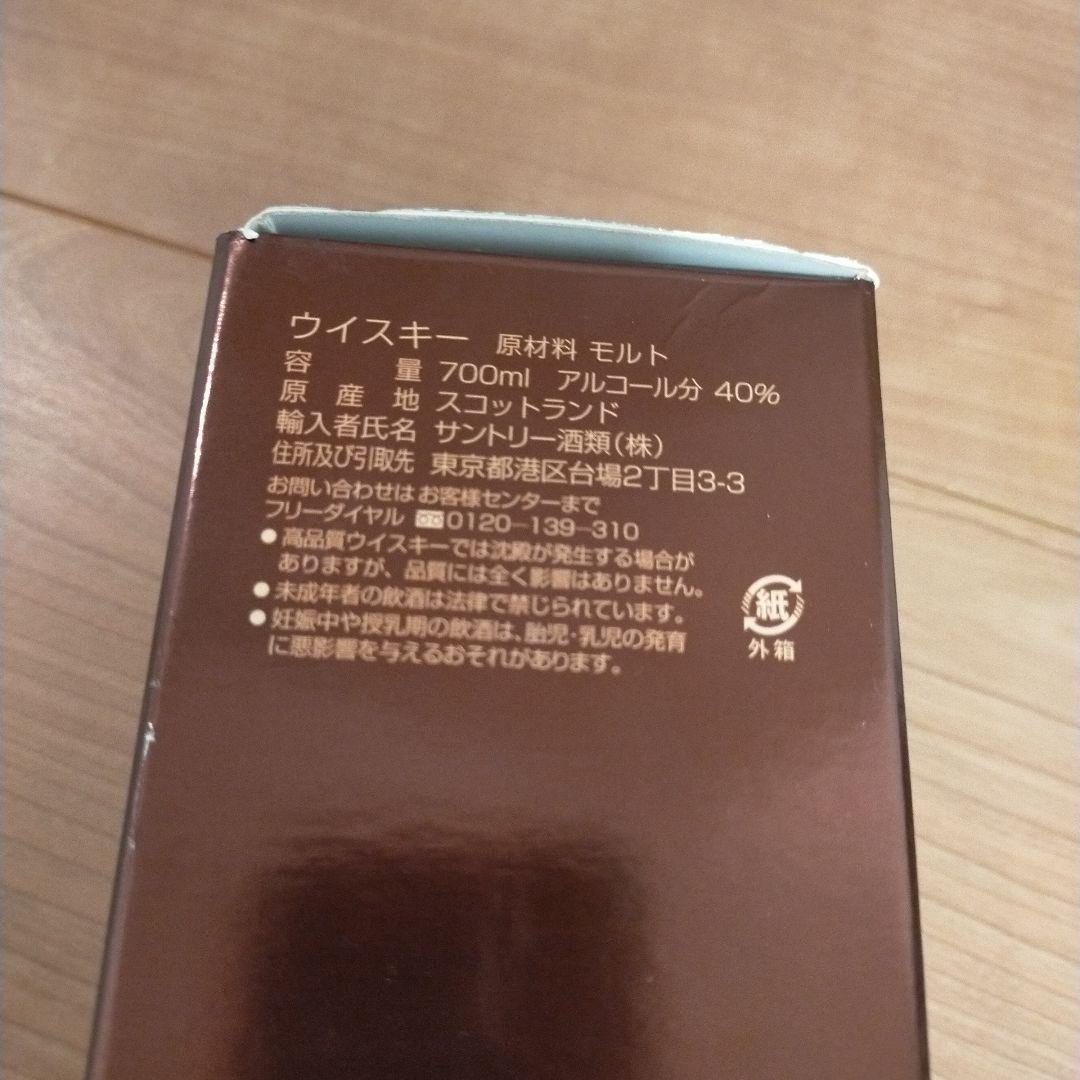 ウイスキー 原材料 モルト
容量 700ml アルコール分 40%
原産地 スコットランド
輸入者氏名 サントリー酒類(株)
住所及び引取先 東京都港区台場2丁目3-3
お問い合わせは お客様センターまで
フリーダイヤル 0120-139-310
●高品質ウイスキーでは沈殿が発生する場合が
ありますが、品質には全く影響はありません。
●未成年者の飲酒は法律で禁じられています。
●妊娠中や授乳期の飲酒は、胎児・乳児の発育
に悪影響を与えるおそれがあります。
紙
外箱